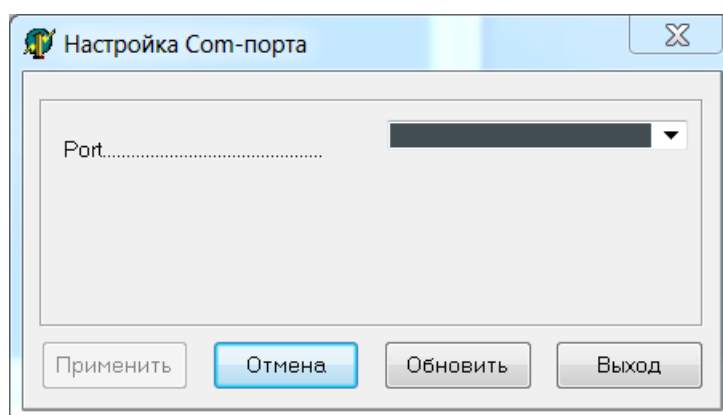 Настройка Com-порта
Port............................................
Применить Отмена Обновить Выход